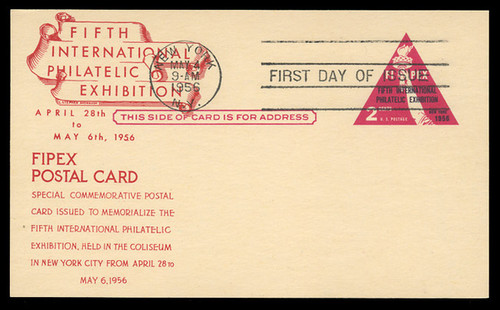 FIFTH
INTERNATIONAL
PHILATELIC
EXHIBITION
APRIL 28th
to
MAY 6th, 1956
NEW YORK
MAY 4
9-AM
1956
N.Y.
FIRST DAY OF ISSUE
THIS SIDE OF CARD IS FOR ADDRESS
FIPEX
FIFTH INTERNATIONAL
PHILATELIC EXHIBITION
1956
2 CENTS
U. S. POSTAGE
FIPEX
POSTAL CARD
SPECIAL COMMEMORATIVE POSTAL
CARD ISSUED TO MEMORIALIZE THE
FIFTH INTERNATIONAL PHILATELIC
EXHIBITION, HELD IN THE COLISEUM
IN NEW YORK CITY FROM APRIL 28 to
MAY 6, 1956